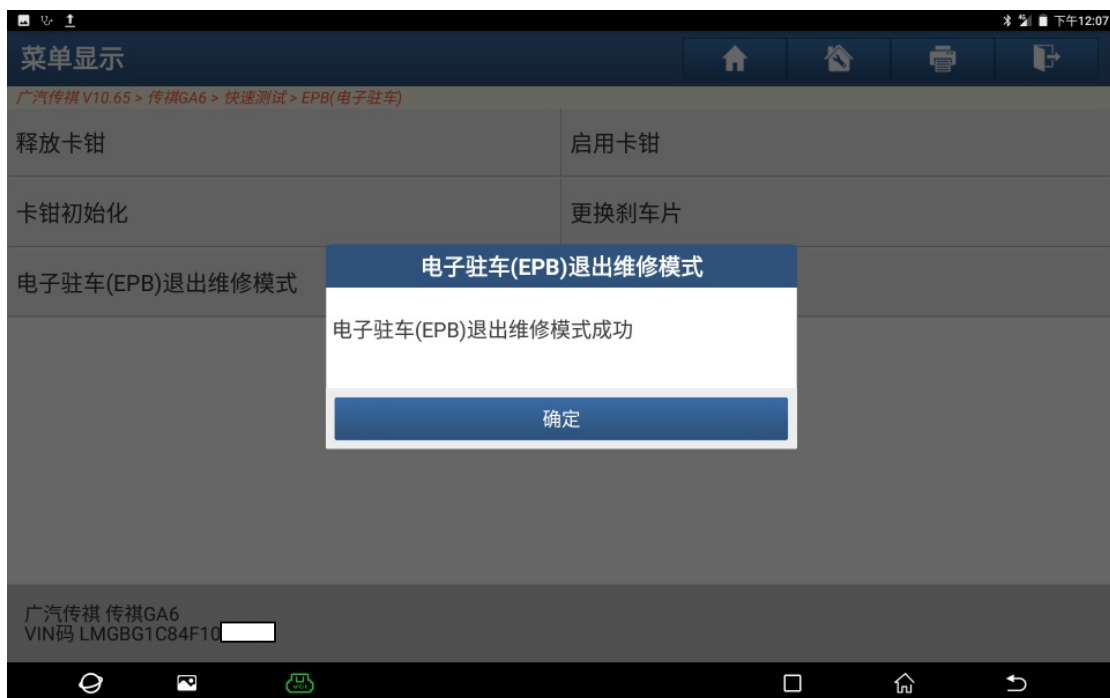 下午12:07
菜单显示
广汽传祺 V10.65 > 传祺GA6 > 快速测试 > EPB(电子驻车)
释放卡钳
启用卡钳
卡钳初始化
更换刹车片
电子驻车(EPB)退出维修模式
电子驻车(EPB)退出维修模式
电子驻车(EPB)退出维修模式成功
确定
广汽传祺 传祺GA6
VIN码 LMGBG1C84F10
VCI